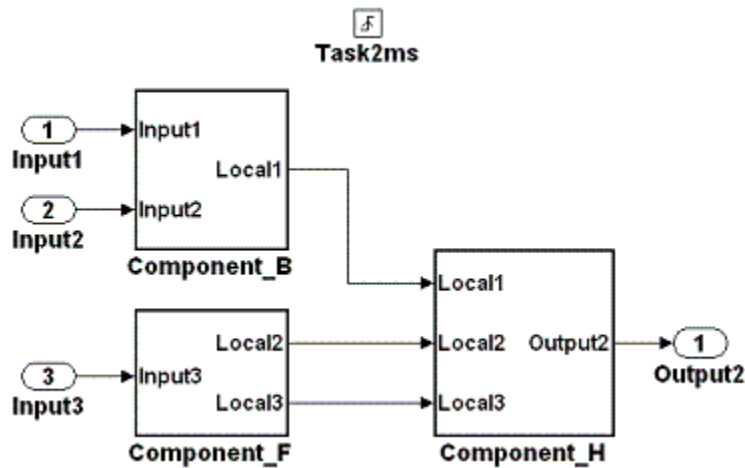 Task2ms
1
Input1
Input1
Local1
2
Input2
Input2
Component_B
Local1
Local2
Local2
Output2
1
Output2
3
Input3
Input3
Local3
Local3
Component_F
Component_H